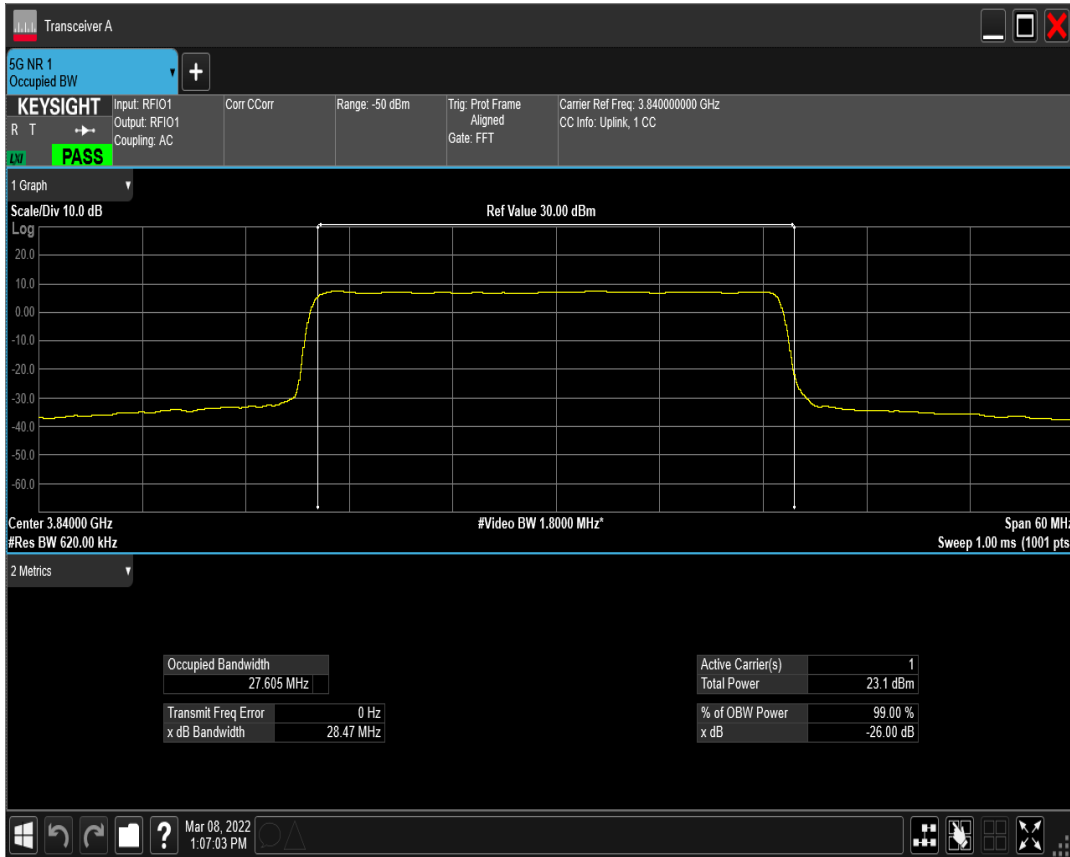 Transceiver A
5G NR 1
Occupied BW
KEYSIGHT Input: RFIO1 Corr CCorr Range: -50 dBm Trig: Prot Frame Carrier Ref Freq: 3.840000000 GHz
R T Output: RFIO1 Aligned CC Info: Uplink, 1 CC
Coupling: AC Gate: FFT
LXI PASS
1 Graph
Scale/Div 10.0 dB Ref Value 30.00 dBm
Log
20.0
10.0
0.00
-10.0
-20.0
-30.0
-40.0
-50.0
-60.0
Center 3.84000 GHz #Video BW 1.8000 MHz* Span 60 MHz
#Res BW 620.00 kHz Sweep 1.00 ms (1001 pts
2 Metrics
Occupied Bandwidth Active Carrier(s) 1
27.605 MHz Total Power 23.1 dBm
Transmit Freq Error 0 Hz % of OBW Power 99.00 %
x dB Bandwidth 28.47 MHz x dB -26.00 dB
? Mar 08, 2022
1:07:03 PM